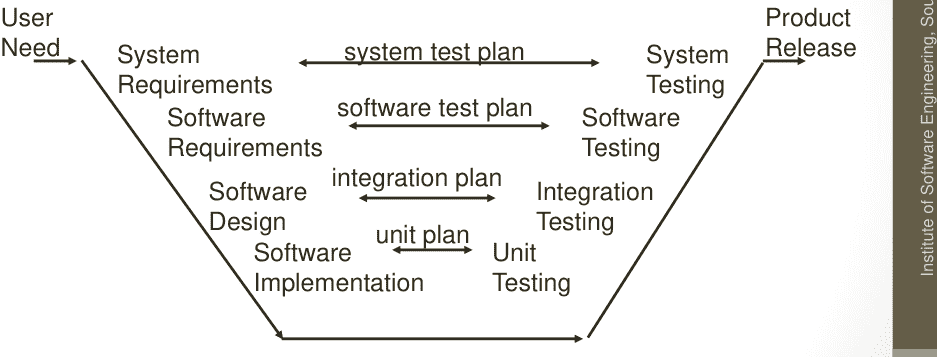 User
Need
System
Requirements
system test plan
System
Testing
Product
Release
Software
Requirements
software test plan
Software
Testing
Software
Design
integration plan
Integration
Testing
Software
Implementation
unit plan
Unit
Testing
Institute of Software Engineering,